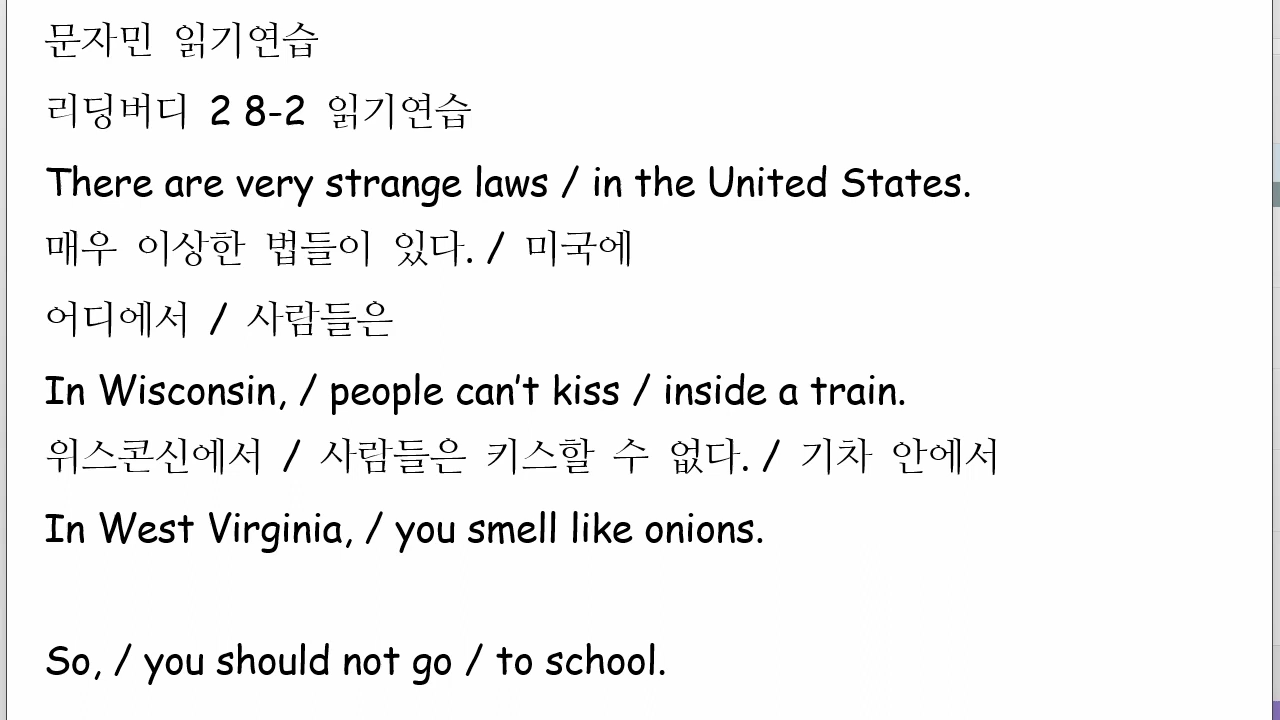 문자민 읽기연습
리딩버디 2 8-2 읽기연습
There are very strange laws / in the United States.
매우 이상한 법들이 있다. / 미국에
어디에서 / 사람들은
In Wisconsin, / people can’t kiss / inside a train.
위스콘신에서 / 사람들은 키스할 수 없다. / 기차 안에서
In West Virginia, / you smell like onions.
So, / you should not go / to school.